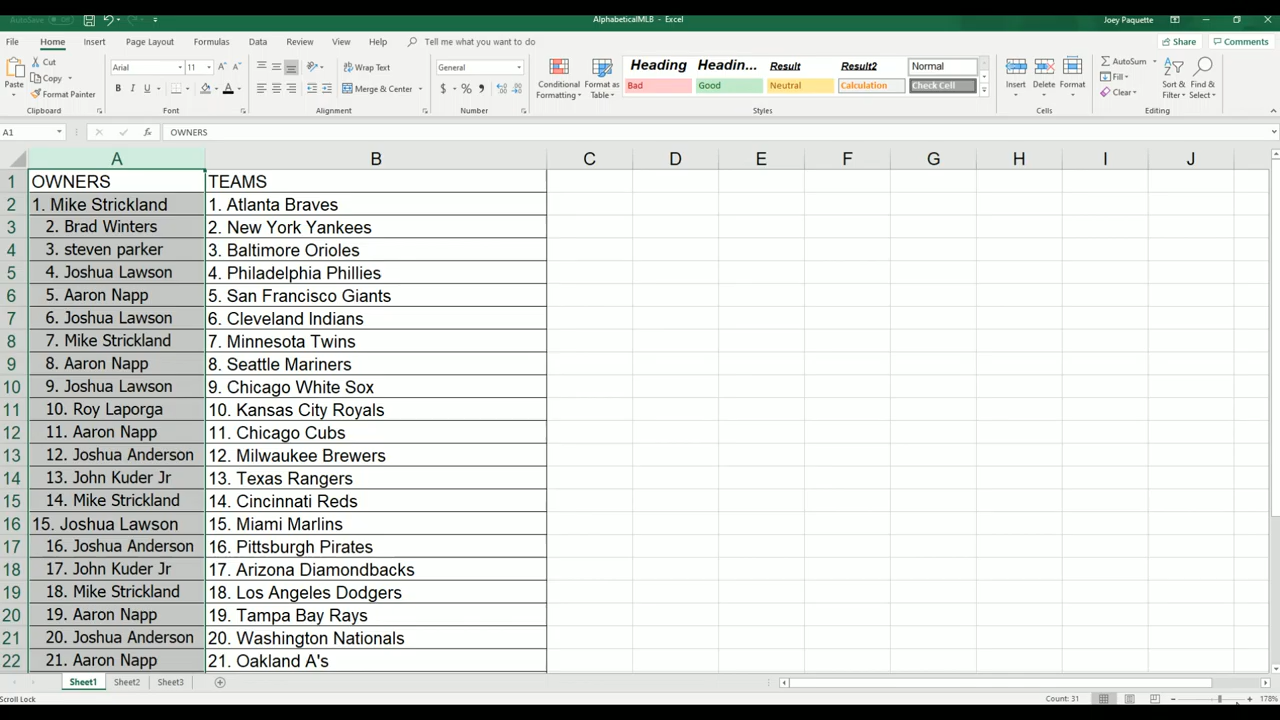 AutoSave Off
AlphabeticalMLB - Excel
Joey Paquette
File Home Insert Page Layout Formulas Data Review View Help Tell me what you want to do
Share Comments
Paste
Cut
Copy
Format Painter
Clipboard
Arial 11
Font
Wrap Text
Merge & Center
Alignment
General
Number
Conditional Formatting
Format as Table
Heading Headin... Result Result2 Normal
Bad Good Neutral Calculation Check Cell
Styles
Insert Delete Format
Cells
AutoSum
Fill
Clear
Sort & Filter
Find & Select
Editing
A1 fx OWNERS
A B C D E F G H I J
1 OWNERS TEAMS
2 1. Mike Strickland 1. Atlanta Braves
3 2. Brad Winters 2. New York Yankees
4 3. steven parker 3. Baltimore Orioles
5 4. Joshua Lawson 4. Philadelphia Phillies
6 5. Aaron Napp 5. San Francisco Giants
7 6. Joshua Lawson 6. Cleveland Indians
8 7. Mike Strickland 7. Minnesota Twins
9 8. Aaron Napp 8. Seattle Mariners
10 9. Joshua Lawson 9. Chicago White Sox
11 10. Roy Laporga 10. Kansas City Royals
12 11. Aaron Napp 11. Chicago Cubs
13 12. Joshua Anderson 12. Milwaukee Brewers
14 13. John Kuder Jr 13. Texas Rangers
15 14. Mike Strickland 14. Cincinnati Reds
16 15. Joshua Lawson 15. Miami Marlins
17 16. Joshua Anderson 16. Pittsburgh Pirates
18 17. John Kuder Jr 17. Arizona Diamondbacks
19 18. Mike Strickland 18. Los Angeles Dodgers
20 19. Aaron Napp 19. Tampa Bay Rays
21 20. Joshua Anderson 20. Washington Nationals
22 21. Aaron Napp 21. Oakland A's
Sheet1 Sheet2 Sheet3
Scroll Lock
Count: 31
178%